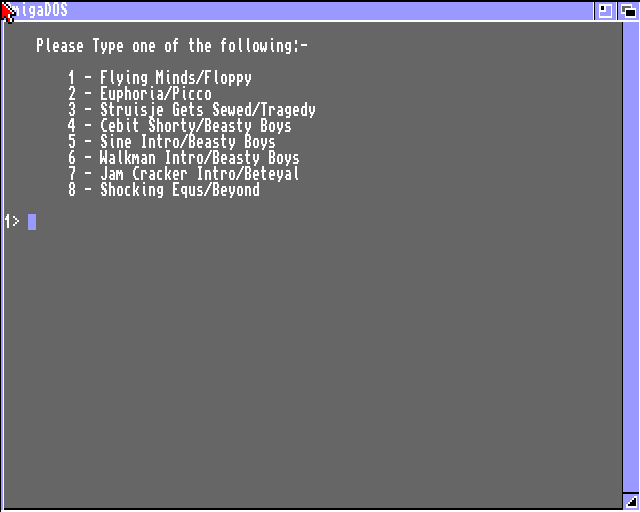 migaDOS
Please Type one of the following:-
1 - Flying Minds/Floppy
2 - Euphoria/Picco
3 - Struisje Gets Sewed/Tragedy
4 - Cebit Shorty/Beasty Boys
5 - Sine Intro/Beasty Boys
6 - Walkman Intro/Beasty Boys
7 - Jam Cracker Intro/Beteyal
8 - Shocking Equs/Beyond
1>